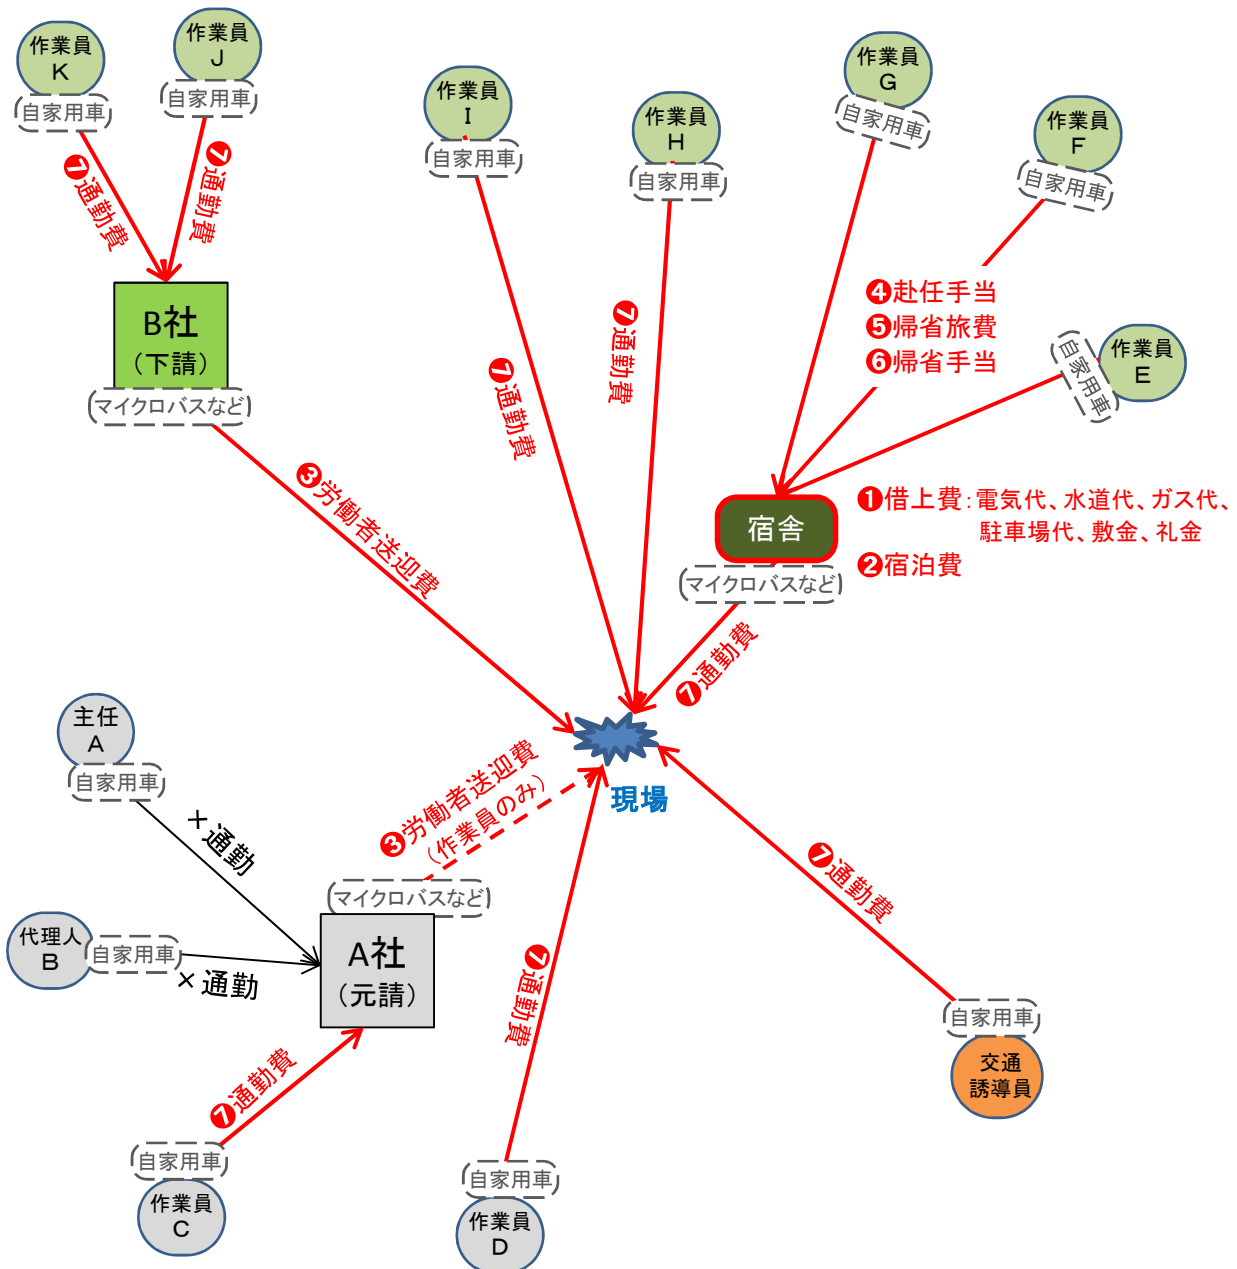 作業員
K
自家用車
作業員
J
自家用車
作業員
I
自家用車
作業員
H
自家用車
作業員
G
自家用車
作業員
F
自家用車
❼通勤費
❼通勤費
❼通勤費
❼通勤費
B社
（下請）
マイクロバスなど
❹赴任手当
❺帰省旅費
❻帰省手当
作業員
E
自家用車
❸労働者送迎費
宿舎
マイクロバスなど
❶借上費：電気代、水道代、ガス代、
駐車場代、敷金、礼金
❷宿泊費
❼通勤費
主任
A
自家用車
×通勤
代理人
B
自家用車
×通勤
❸労働者送迎費
（作業員のみ）
現場
マイクロバスなど
A社
（元請）
❼通勤費
❼通勤費
❼通勤費
自家用車
交通
誘導員
自家用車
作業員
C
自家用車
作業員
D